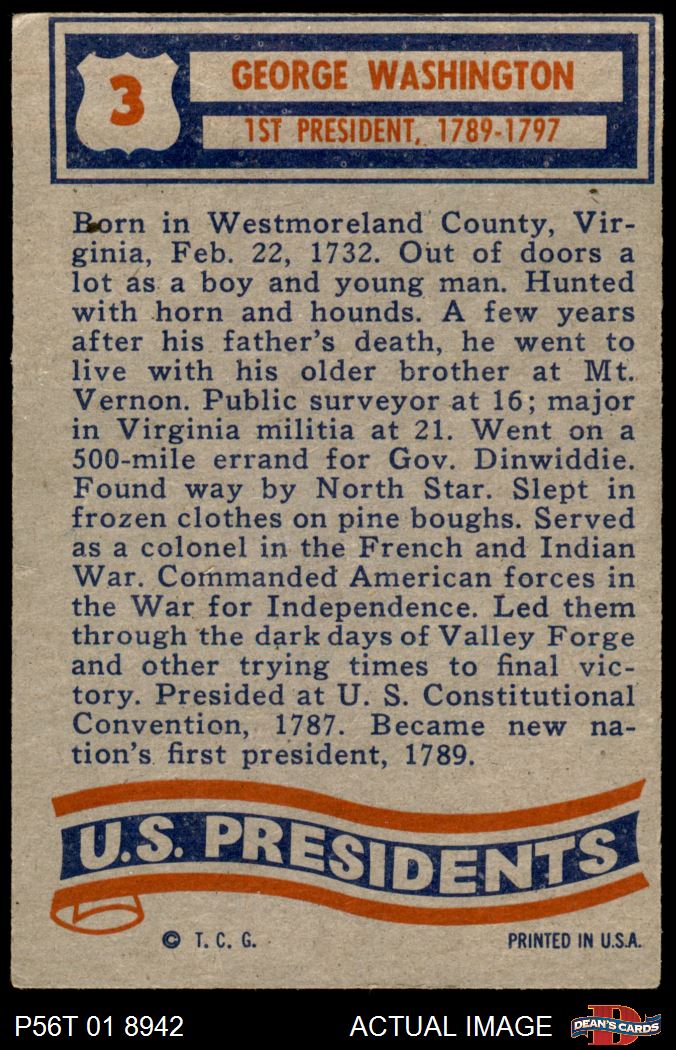 3
GEORGE WASHINGTON
1ST PRESIDENT, 1789-1797
Born in Westmoreland County, Vir-
ginia, Feb. 22, 1732. Out of doors a
lot as a boy and young man. Hunted
with horn and hounds. A few years
after his father's death, he went to
live with his older brother at Mt.
Vernon. Public surveyor at 16; major
in Virginia militia at 21. Went on a
500-mile errand for Gov. Dinwiddie.
Found way by North Star. Slept in
frozen clothes on pine boughs. Served
as a colonel in the French and Indian
War. Commanded American forces in
the War for Independence. Led them
through the dark days of Valley Forge
and other trying times to final vic-
tory. Presided at U. S. Constitutional
Convention, 1787. Became new na-
tion's first president, 1789.
U.S. PRESIDENTS
© T. C. G.
PRINTED IN U.S.A.
P56T 01 8942
ACTUAL IMAGE
D
DEAN'S CARDS